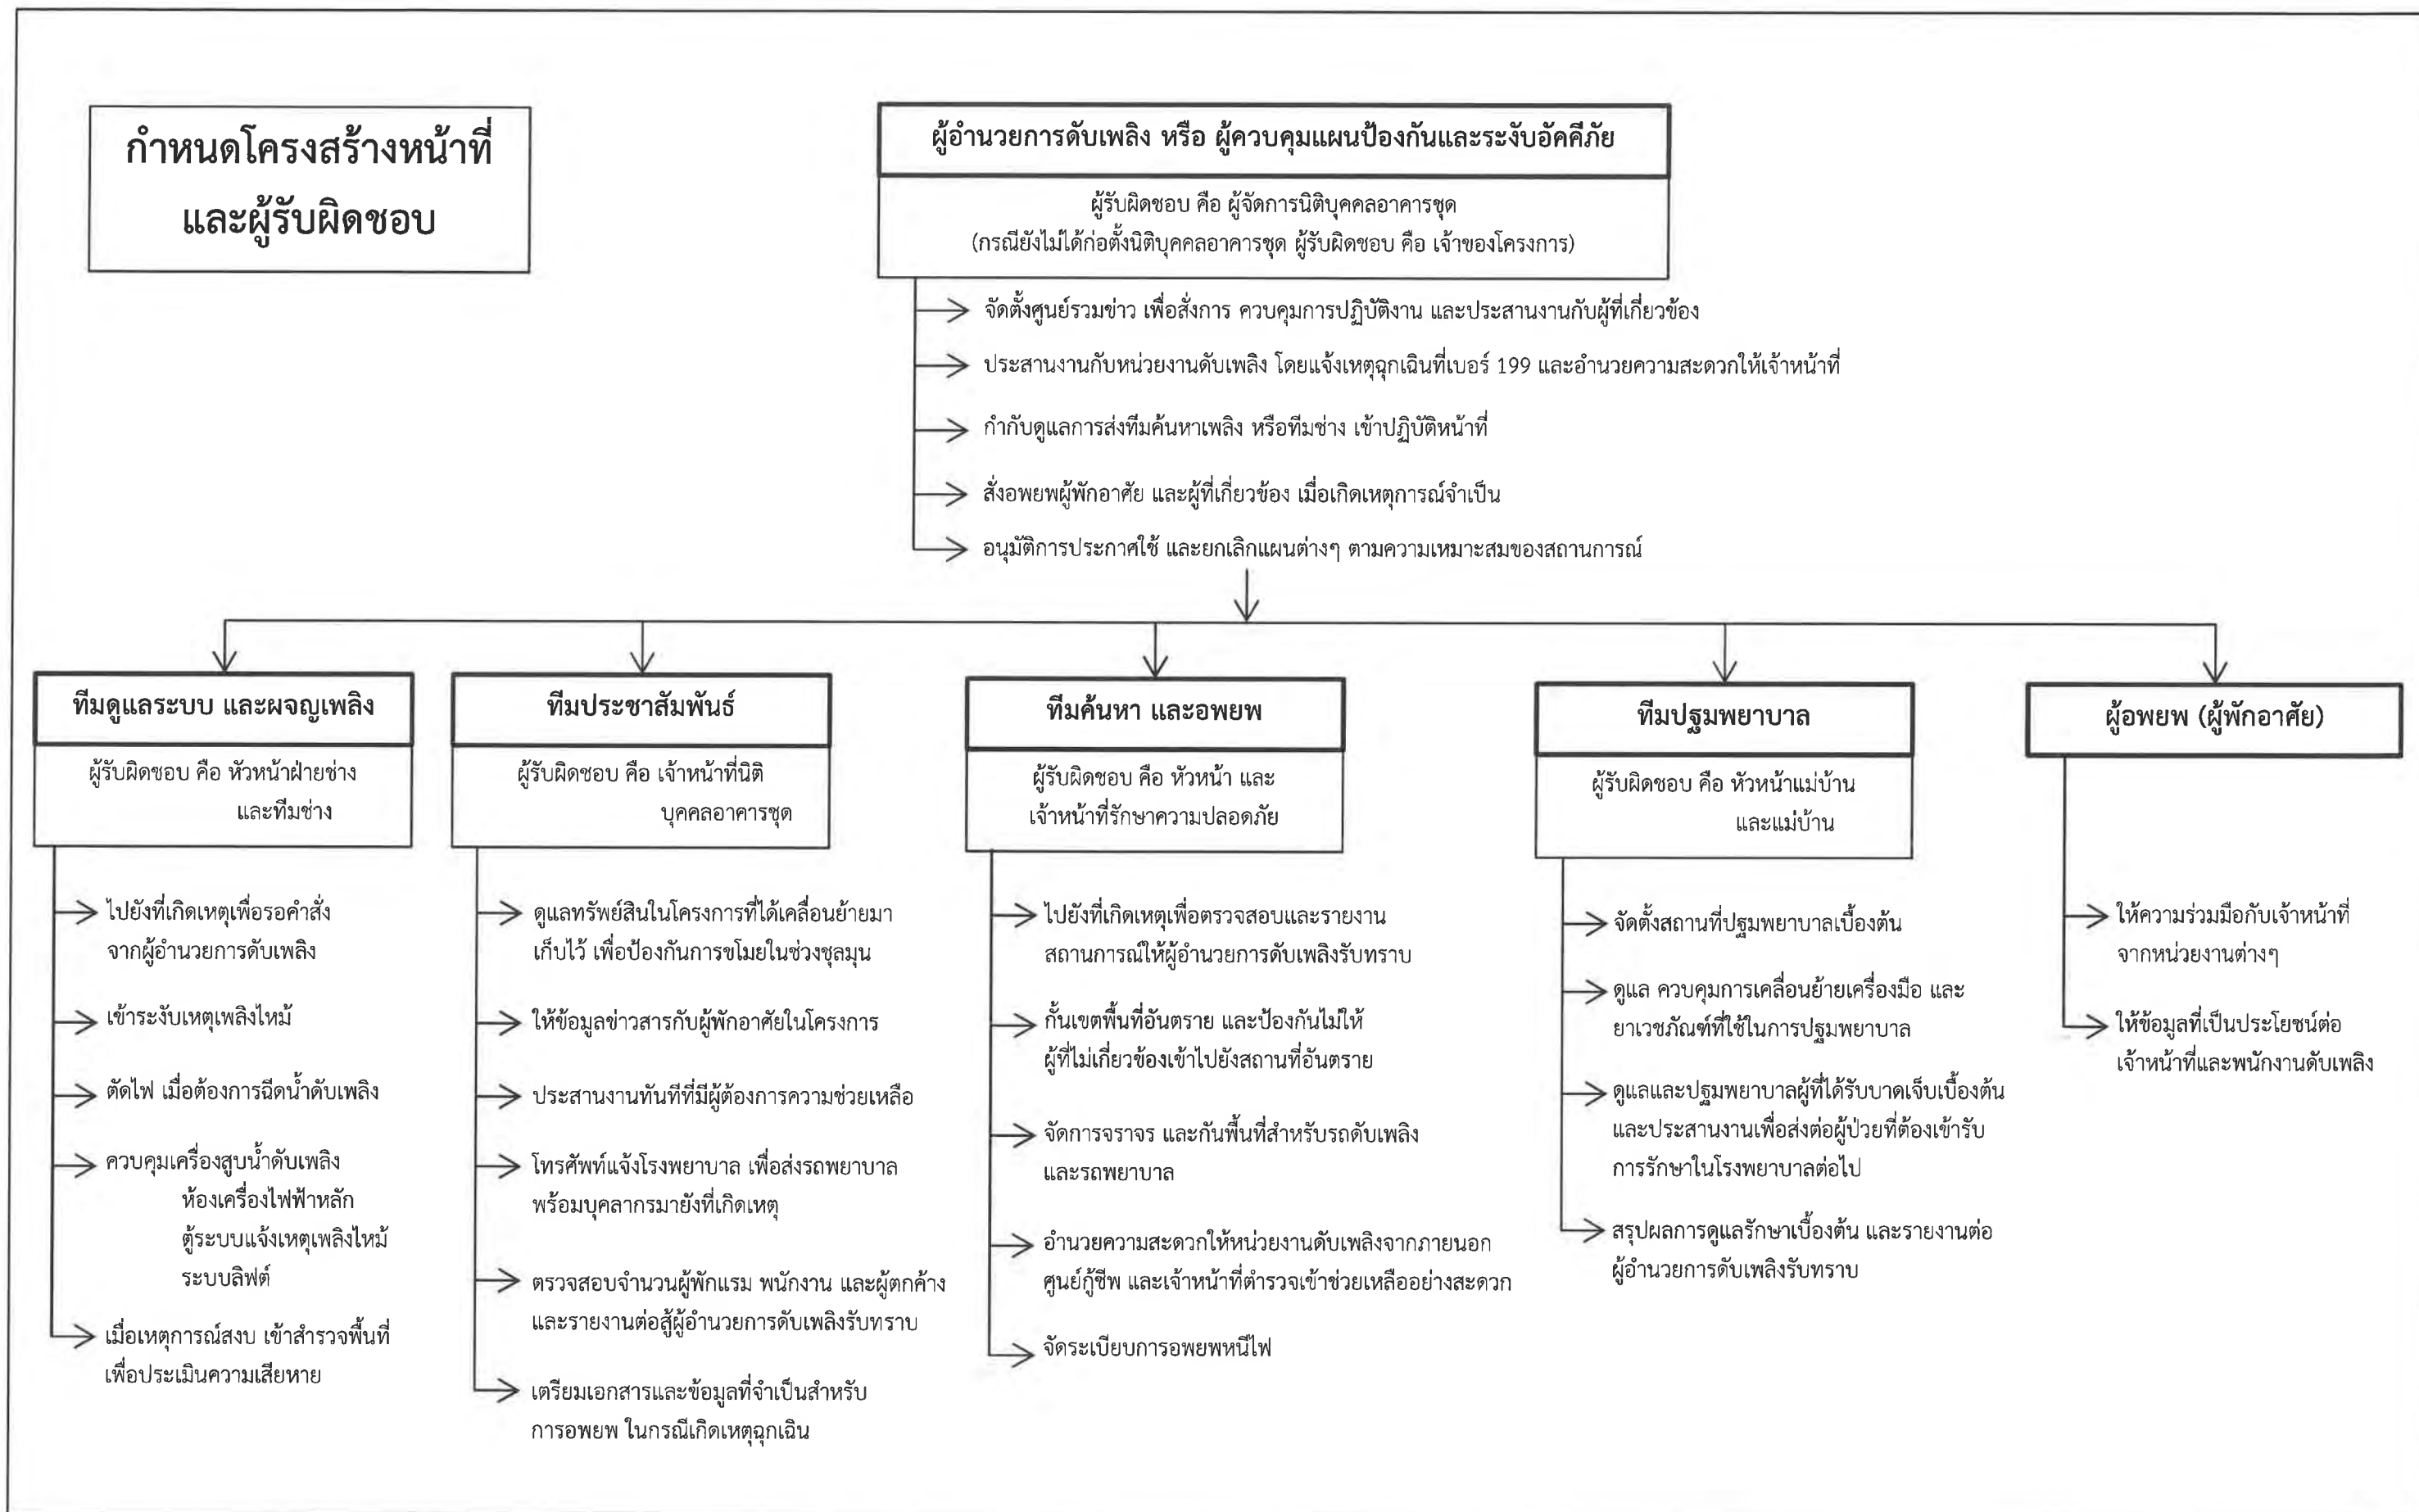 กำหนดโครงสร้างหน้าที่
และผู้รับผิดชอบ
ผู้อำนวยการดับเพลิง หรือ ผู้ควบคุมแผนป้องกันและระงับอัคคีภัย
ผู้รับผิดชอบ คือ ผู้จัดการนิติบุคคลอาคารชุด
(กรณียังไม่ได้ก่อตั้งนิติบุคคลอาคารชุด ผู้รับผิดชอบ คือ เจ้าของโครงการ)
จัดตั้งศูนย์รวมข่าว เพื่อสั่งการ ควบคุมการปฏิบัติงาน และประสานงานกับผู้ที่เกี่ยวข้อง
ประสานงานกับหน่วยงานดับเพลิง โดยแจ้งเหตุฉุกเฉินที่เบอร์ 199 และอำนวยความสะดวกให้เจ้าหน้าที่
กำกับดูแลการส่งทีมค้นหาเพลิง หรือทีมช่าง เข้าปฏิบัติหน้าที่
สั่งอพยพผู้พักอาศัย และผู้ที่เกี่ยวข้อง เมื่อเกิดเหตุการณ์จำเป็น
อนุมัติการประกาศใช้ และยกเลิกแผนต่างๆ ตามความเหมาะสมของสถานการณ์
ทีมดูแลระบบ และผจญเพลิง
ผู้รับผิดชอบ คือ หัวหน้าฝ่ายช่าง
และทีมช่าง
ไปยังที่เกิดเหตุเพื่อรอคำสั่ง
จากผู้อำนวยการดับเพลิง
เข้าระงับเหตุเพลิงไหม้
ตัดไฟ เมื่อต้องการฉีดน้ำดับเพลิง
ควบคุมเครื่องสูบน้ำดับเพลิง
ห้องเครื่องไฟฟ้าหลัก
ตู้ระบบแจ้งเหตุเพลิงไหม้
ระบบลิฟต์
เมื่อเหตุการณ์สงบ เข้าสำรวจพื้นที่
เพื่อประเมินความเสียหาย
ทีมประชาสัมพันธ์
ผู้รับผิดชอบ คือ เจ้าหน้าที่นิติ
บุคคลอาคารชุด
ดูแลทรัพย์สินในโครงการที่ได้เคลื่อนย้ายมา
เก็บไว้ เพื่อป้องกันการขโมยในช่วงชุลมุน
ให้ข้อมูลข่าวสารกับผู้พักอาศัยในโครงการ
ประสานงานทันทีที่มีผู้ต้องการความช่วยเหลือ
โทรศัพท์แจ้งโรงพยาบาล เพื่อส่งรถพยาบาล
พร้อมบุคลากรมายังที่เกิดเหตุ
ตรวจสอบจำนวนผู้พักแรม พนักงาน และผู้ตกค้าง
และรายงานต่อสู้ผู้อำนวยการดับเพลิงรับทราบ
เตรียมเอกสารและข้อมูลที่จำเป็นสำหรับ
การอพยพ ในกรณีเกิดเหตุฉุกเฉิน
ทีมค้นหา และอพยพ
ผู้รับผิดชอบ คือ หัวหน้า และ
เจ้าหน้าที่รักษาความปลอดภัย
ไปยังที่เกิดเหตุเพื่อตรวจสอบและรายงาน
สถานการณ์ให้ผู้อำนวยการดับเพลิงรับทราบ
กั้นเขตพื้นที่อันตราย และป้องกันไม่ให้
ผู้ที่ไม่เกี่ยวข้องเข้าไปยังสถานที่อันตราย
จัดการจราจร และกันพื้นที่สำหรับรถดับเพลิง
และรถพยาบาล
อำนวยความสะดวกให้หน่วยงานดับเพลิงจากภายนอก
ศูนย์กู้ชีพ และเจ้าหน้าที่ตำรวจเข้าช่วยเหลืออย่างสะดวก
จัดระเบียบการอพยพหนีไฟ
ทีมปฐมพยาบาล
ผู้รับผิดชอบ คือ หัวหน้าแม่บ้าน
และแม่บ้าน
จัดตั้งสถานที่ปฐมพยาบาลเบื้องต้น
ดูแล ควบคุมการเคลื่อนย้ายเครื่องมือ และ
ยาเวชภัณฑ์ที่ใช้ในการปฐมพยาบาล
ดูแลและปฐมพยาบาลผู้ที่ได้รับบาดเจ็บเบื้องต้น
และประสานงานเพื่อส่งต่อผู้ป่วยที่ต้องเข้ารับ
การรักษาในโรงพยาบาลต่อไป
สรุปผลการดูแลรักษาเบื้องต้น และรายงานต่อ
ผู้อำนวยการดับเพลิงรับทราบ
ผู้อพยพ (ผู้พักอาศัย)
ให้ความร่วมมือกับเจ้าหน้าที่
จากหน่วยงานต่างๆ
ให้ข้อมูลที่เป็นประโยชน์ต่อ
เจ้าหน้าที่และพนักงานดับเพลิง